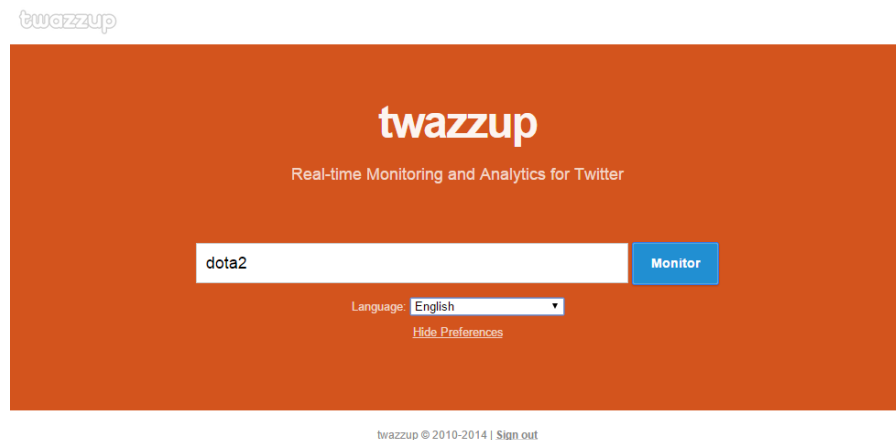 twazzup
twazzup
Real-time Monitoring and Analytics for Twitter
dota2
Monitor
Language: English
Hide Preferences
twazzup © 2010-2014 | Sign out